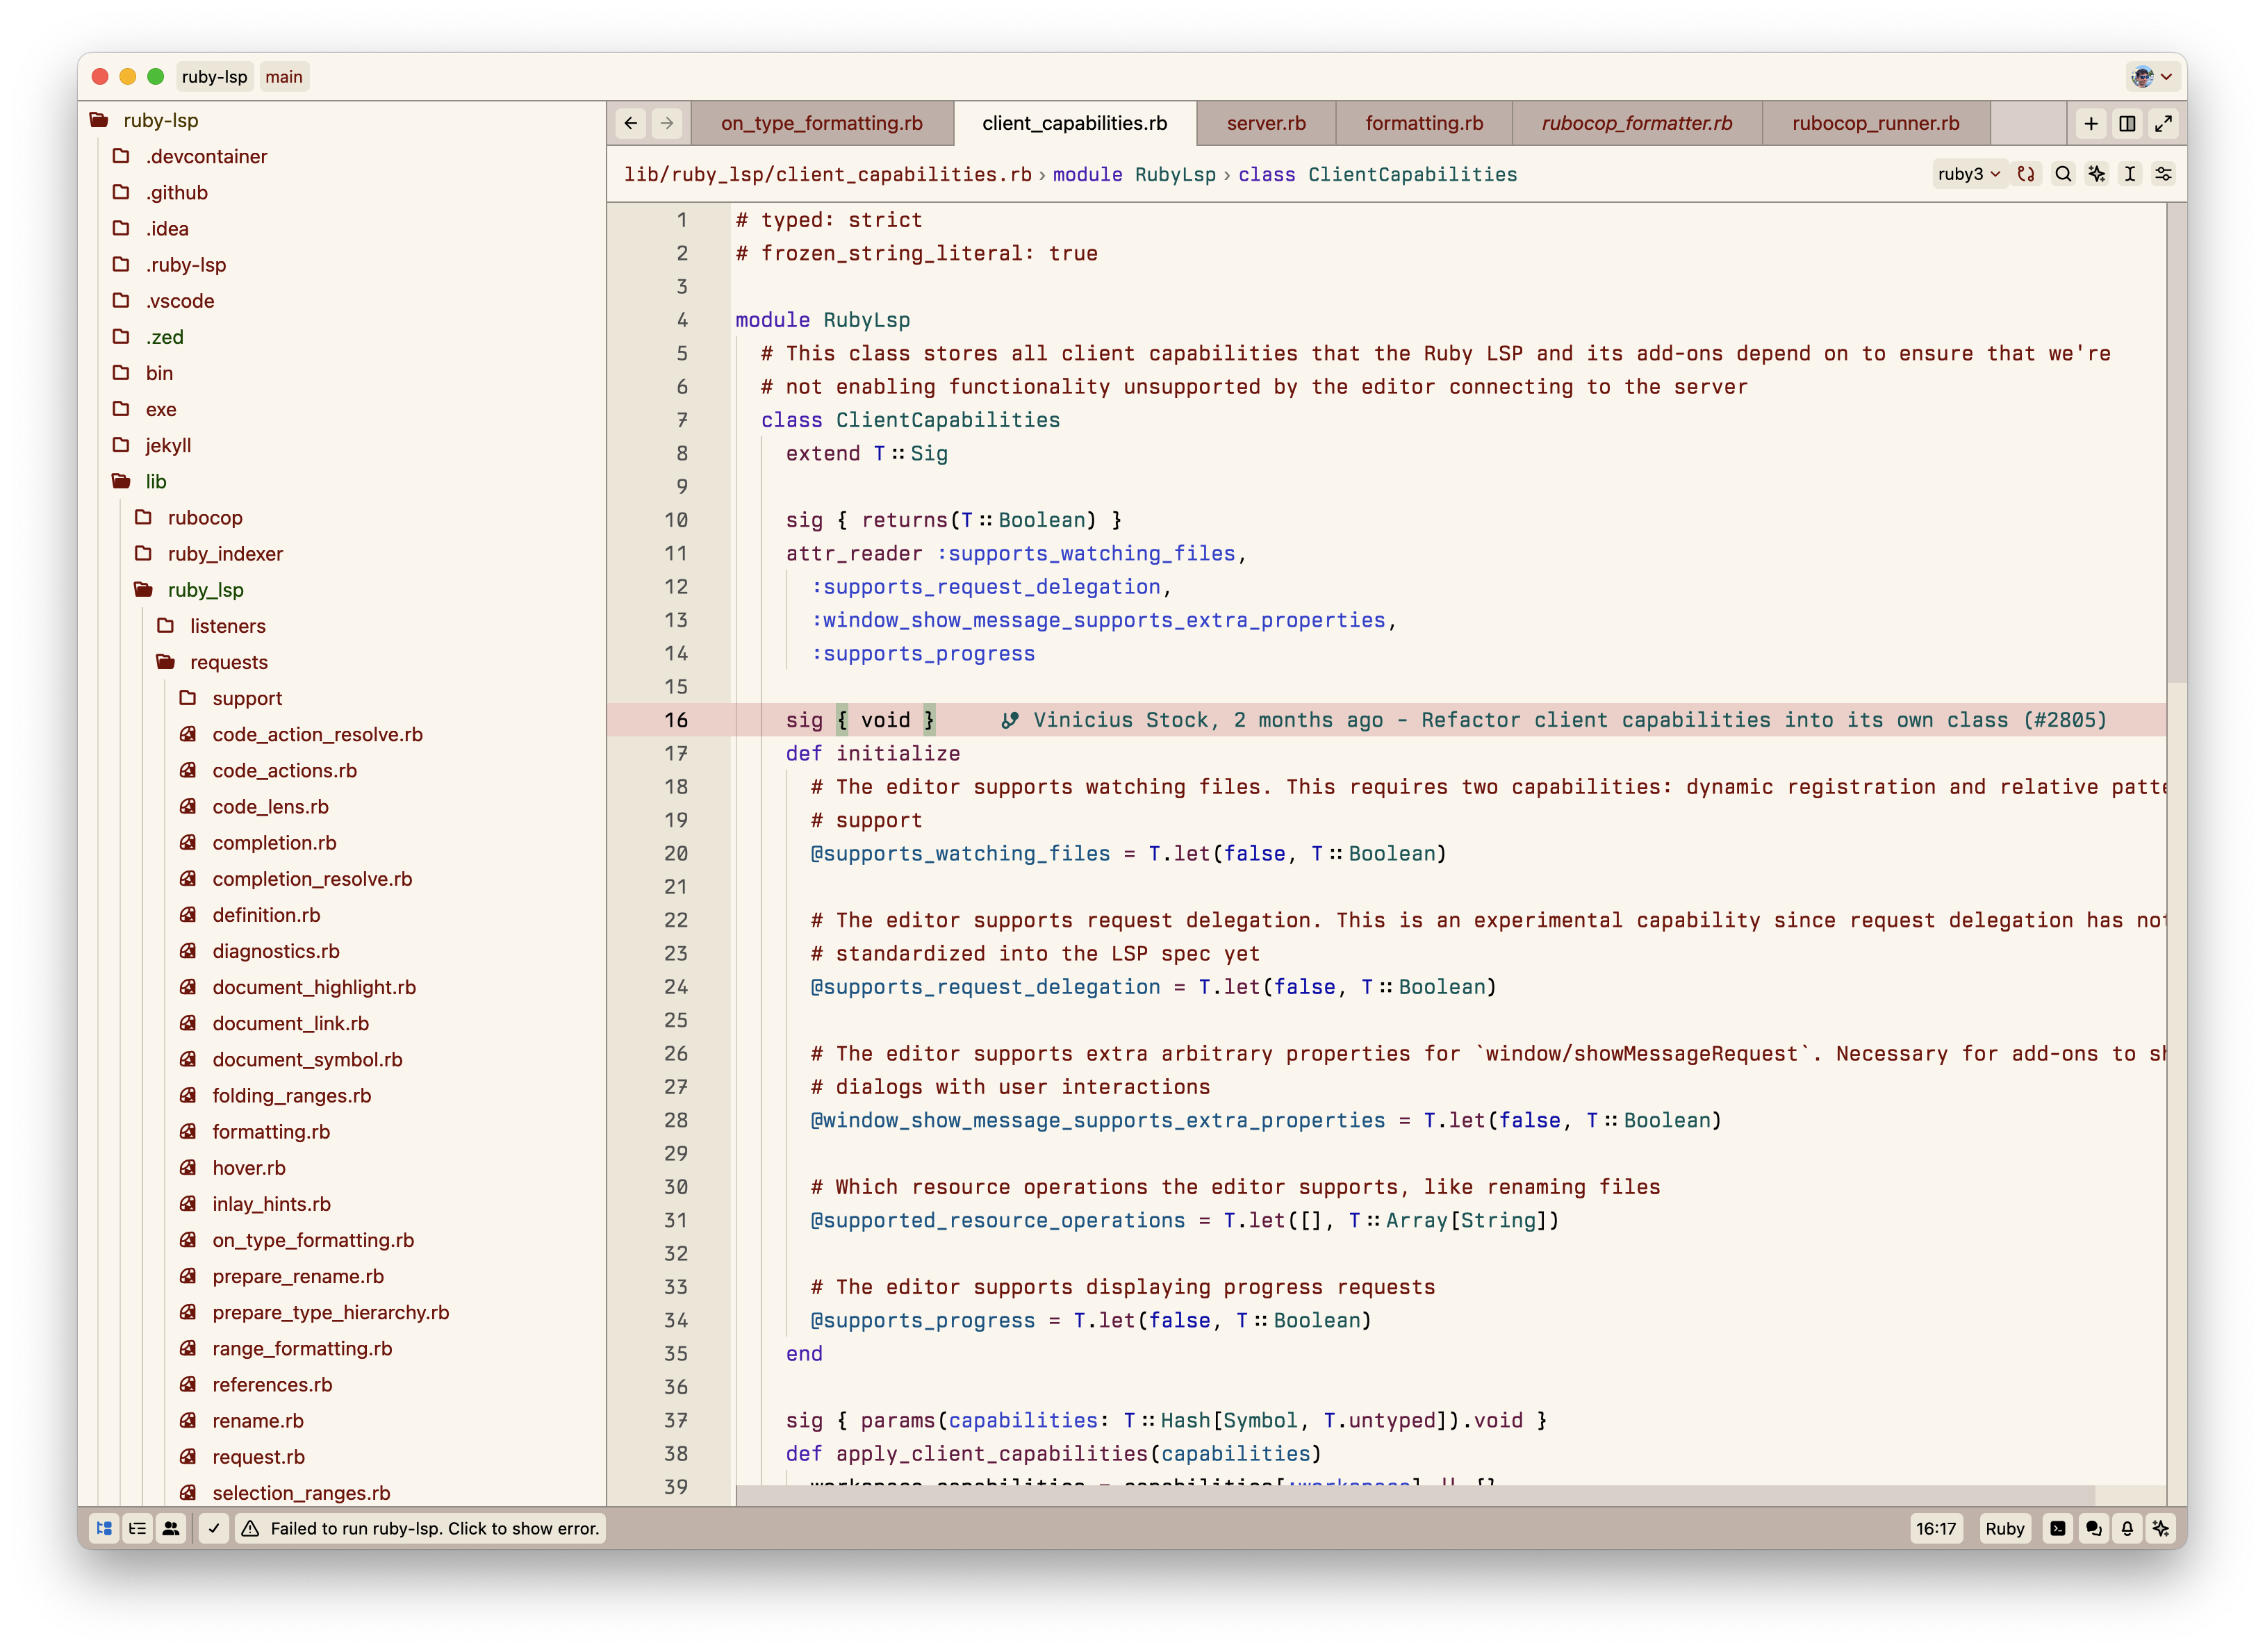 ruby-lsp main
ruby-lsp
.devcontainer
.github
.idea
.ruby-lsp
.vscode
.zed
bin
exe
jekyll
lib
rubocop
ruby_indexer
ruby_lsp
listeners
requests
support
code_action_resolve.rb
code_actions.rb
code_lens.rb
completion.rb
completion_resolve.rb
definition.rb
diagnostics.rb
document_highlight.rb
document_link.rb
document_symbol.rb
folding_ranges.rb
formatting.rb
hover.rb
inlay_hints.rb
on_type_formatting.rb
prepare_rename.rb
prepare_type_hierarchy.rb
range_formatting.rb
references.rb
rename.rb
request.rb
selection_ranges.rb
on_type_formatting.rb client_capabilities.rb server.rb formatting.rb rubocop_formatter.rb rubocop_runner.rb
lib/ruby_lsp/client_capabilities.rb › module RubyLsp › class ClientCapabilities ruby3
1 # typed: strict
2 # frozen_string_literal: true
3
4 module RubyLsp
5 # This class stores all client capabilities that the Ruby LSP and its add-ons depend on to ensure that we're
6 # not enabling functionality unsupported by the editor connecting to the server
7 class ClientCapabilities
8 extend T::Sig
9
10 sig { returns(T::Boolean) }
11 attr_reader :supports_watching_files,
12 :supports_request_delegation,
13 :window_show_message_supports_extra_properties,
14 :supports_progress
15
16 sig { void } Vinicius Stock, 2 months ago - Refactor client capabilities into its own class (#2805)
17 def initialize
18 # The editor supports watching files. This requires two capabilities: dynamic registration and relative patte
19 # support
20 @supports_watching_files = T.let(false, T::Boolean)
21
22 # The editor supports request delegation. This is an experimental capability since request delegation has not
23 # standardized into the LSP spec yet
24 @supports_request_delegation = T.let(false, T::Boolean)
25
26 # The editor supports extra arbitrary properties for `window/showMessageRequest`. Necessary for add-ons to sh
27 # dialogs with user interactions
28 @window_show_message_supports_extra_properties = T.let(false, T::Boolean)
29
30 # Which resource operations the editor supports, like renaming files
31 @supported_resource_operations = T.let([], T::Array[String])
32
33 # The editor supports displaying progress requests
34 @supports_progress = T.let(false, T::Boolean)
35 end
36
37 sig { params(capabilities: T::Hash[Symbol, T.untyped]).void }
38 def apply_client_capabilities(capabilities)
39 workspace_capabilities = capabilities[:workspace] || {}
Failed to run ruby-lsp. Click to show error. 16:17 Ruby